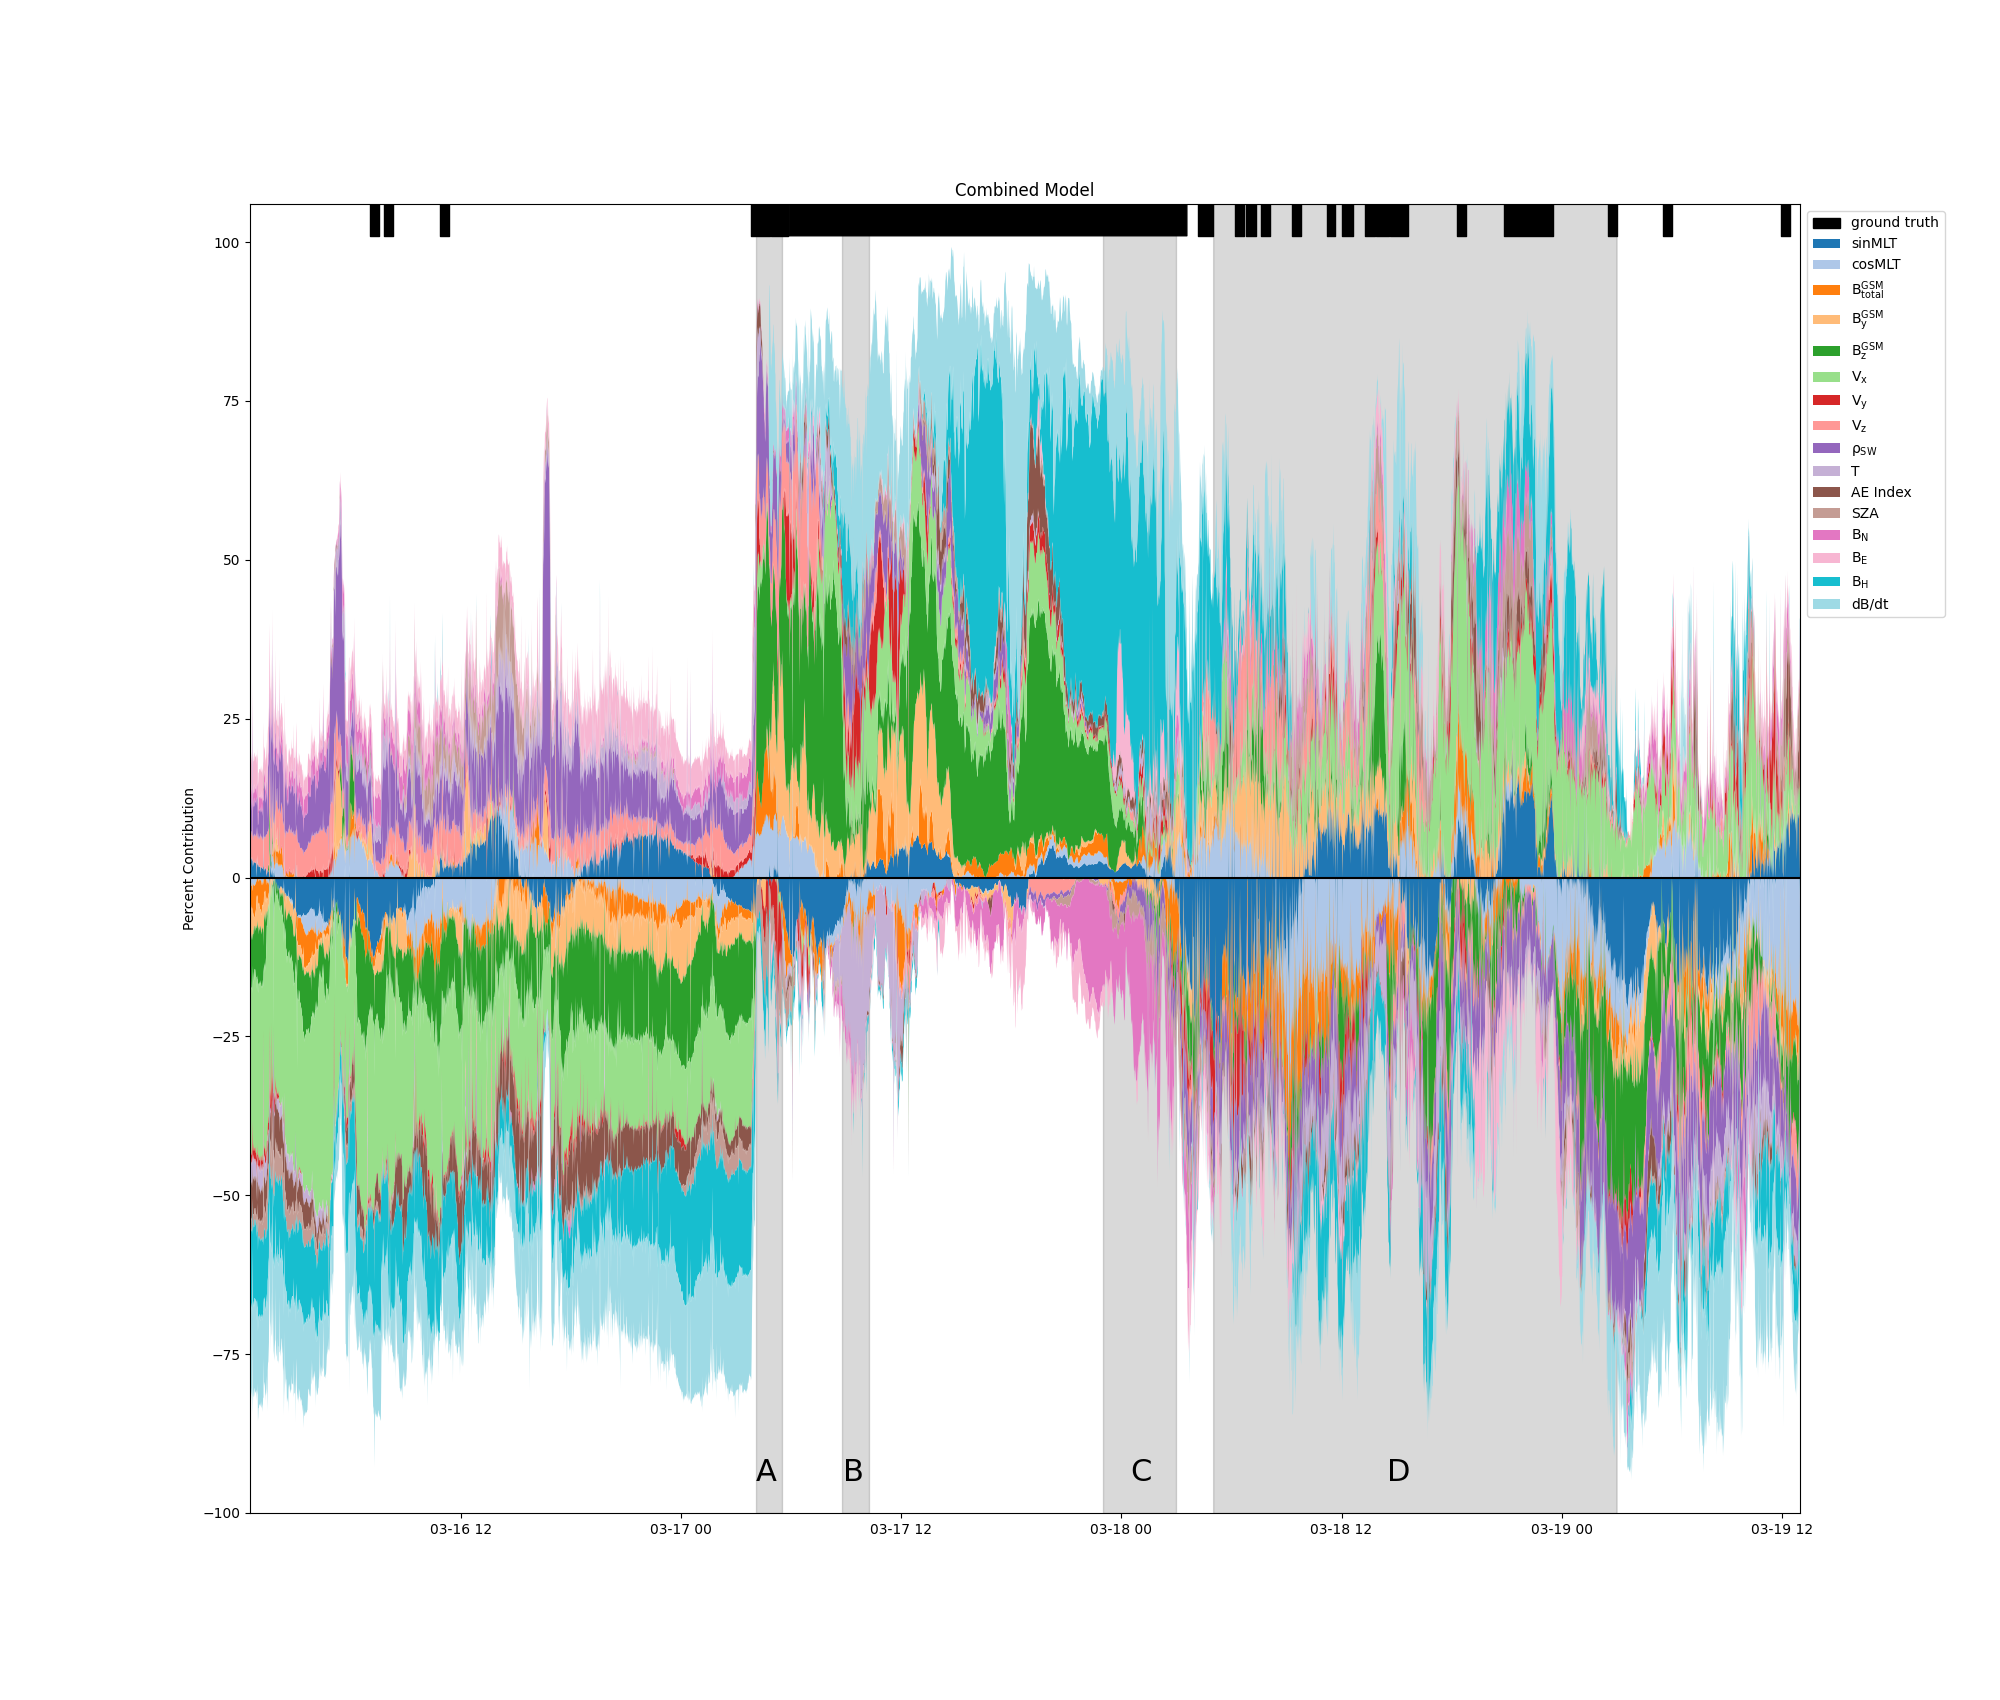 Combined Model
100
75
50
25
0
−25
−50
−75
−100
Percent Contribution
A
B
C
D
03-16 12
03-17 00
03-17 12
03-18 00
03-18 12
03-19 00
03-19 12
ground truth
sinMLT
cosMLT
B_total^GSM
B_y^GSM
B_z^GSM
V_x
V_y
V_z
ρ_SW
T
AE Index
SZA
B_N
B_E
B_H
dB/dt